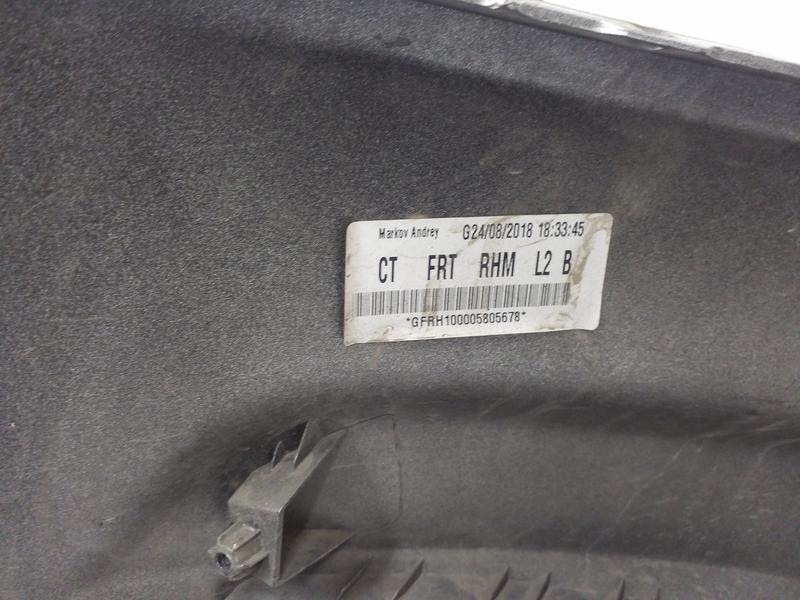 Markov Andrey G24/08/2018 18:33:45
CT FRT RHM L2 B
*GFRH100005805678*